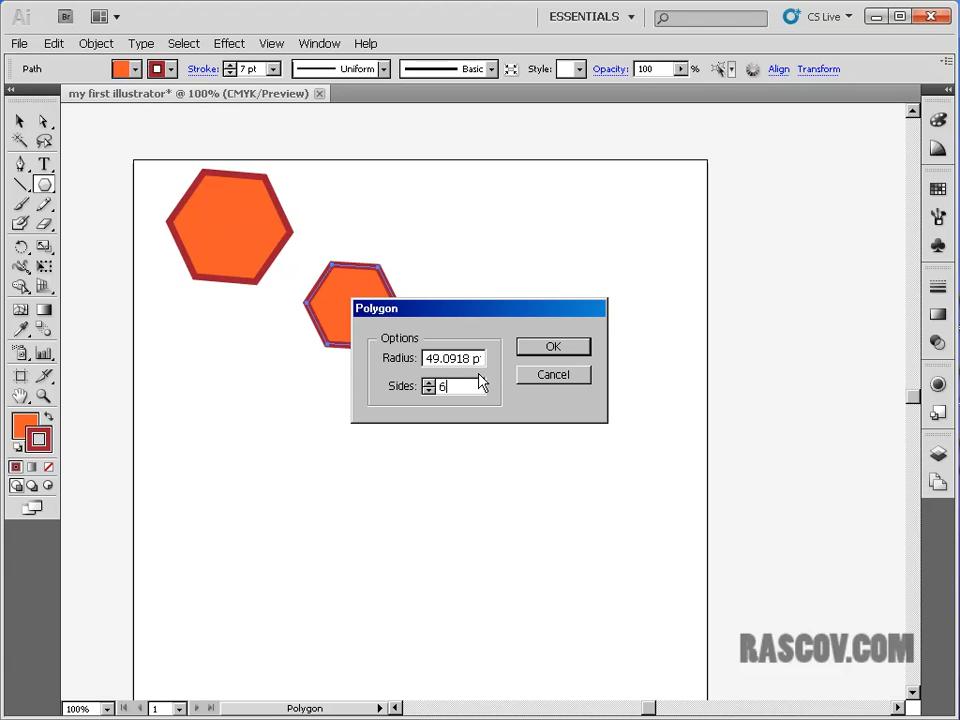 Ai Br ESSENTIALS CS Live
File Edit Object Type Select Effect View Window Help
Path Stroke: 7 pt Uniform Basic Style: Opacity: 100 % Align Transform
my first illustrator* @ 100% (CMYK/Preview)
T
Polygon
Options
Radius: 49.0918 p
Sides: 6
OK
Cancel
RASCOV.COM
100% 1 Polygon